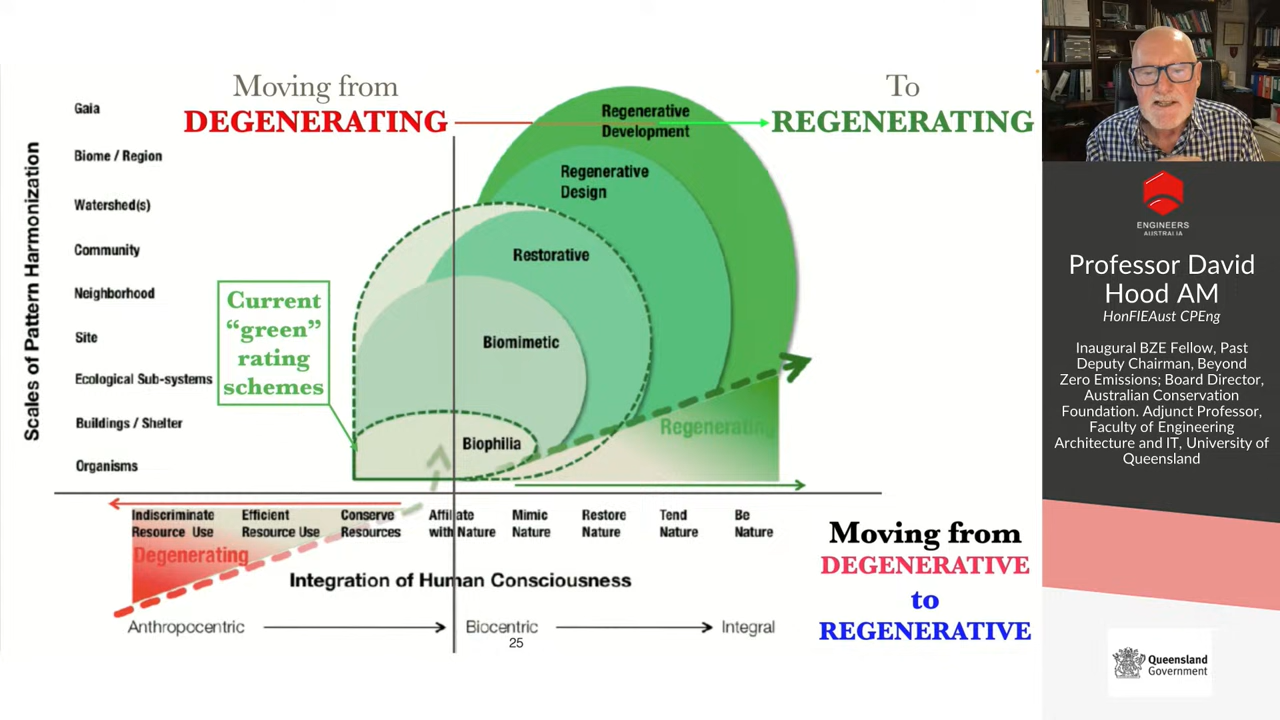 Moving from
DEGENERATING
To
REGENERATING
Scales of Pattern Harmonization
Gaia
Biome / Region
Watershed(s)
Community
Neighborhood
Site
Ecological Sub-systems
Buildings / Shelter
Organisms
Regenerative
Development
Regenerative
Design
Restorative
Biomimetic
Biophilia
Current
“green”
rating
schemes
Regenerating
Indiscriminate
Resource Use
Efficient
Resource Use
Conserve
Resources
Affiliate
with Nature
Mimic
Nature
Restore
Nature
Tend
Nature
Be
Nature
Degenerating
Integration of Human Consciousness
Anthropocentric
Biocentric
Integral
25
Moving from
DEGENERATIVE
to
REGENERATIVE
ENGINEERS
AUSTRALIA
Professor David
Hood AM
HonFIEAust CPEng
Inaugural BZE Fellow, Past
Deputy Chairman, Beyond
Zero Emissions; Board Director,
Australian Conservation
Foundation. Adjunct Professor,
Faculty of Engineering
Architecture and IT, University of
Queensland
Queensland
Government